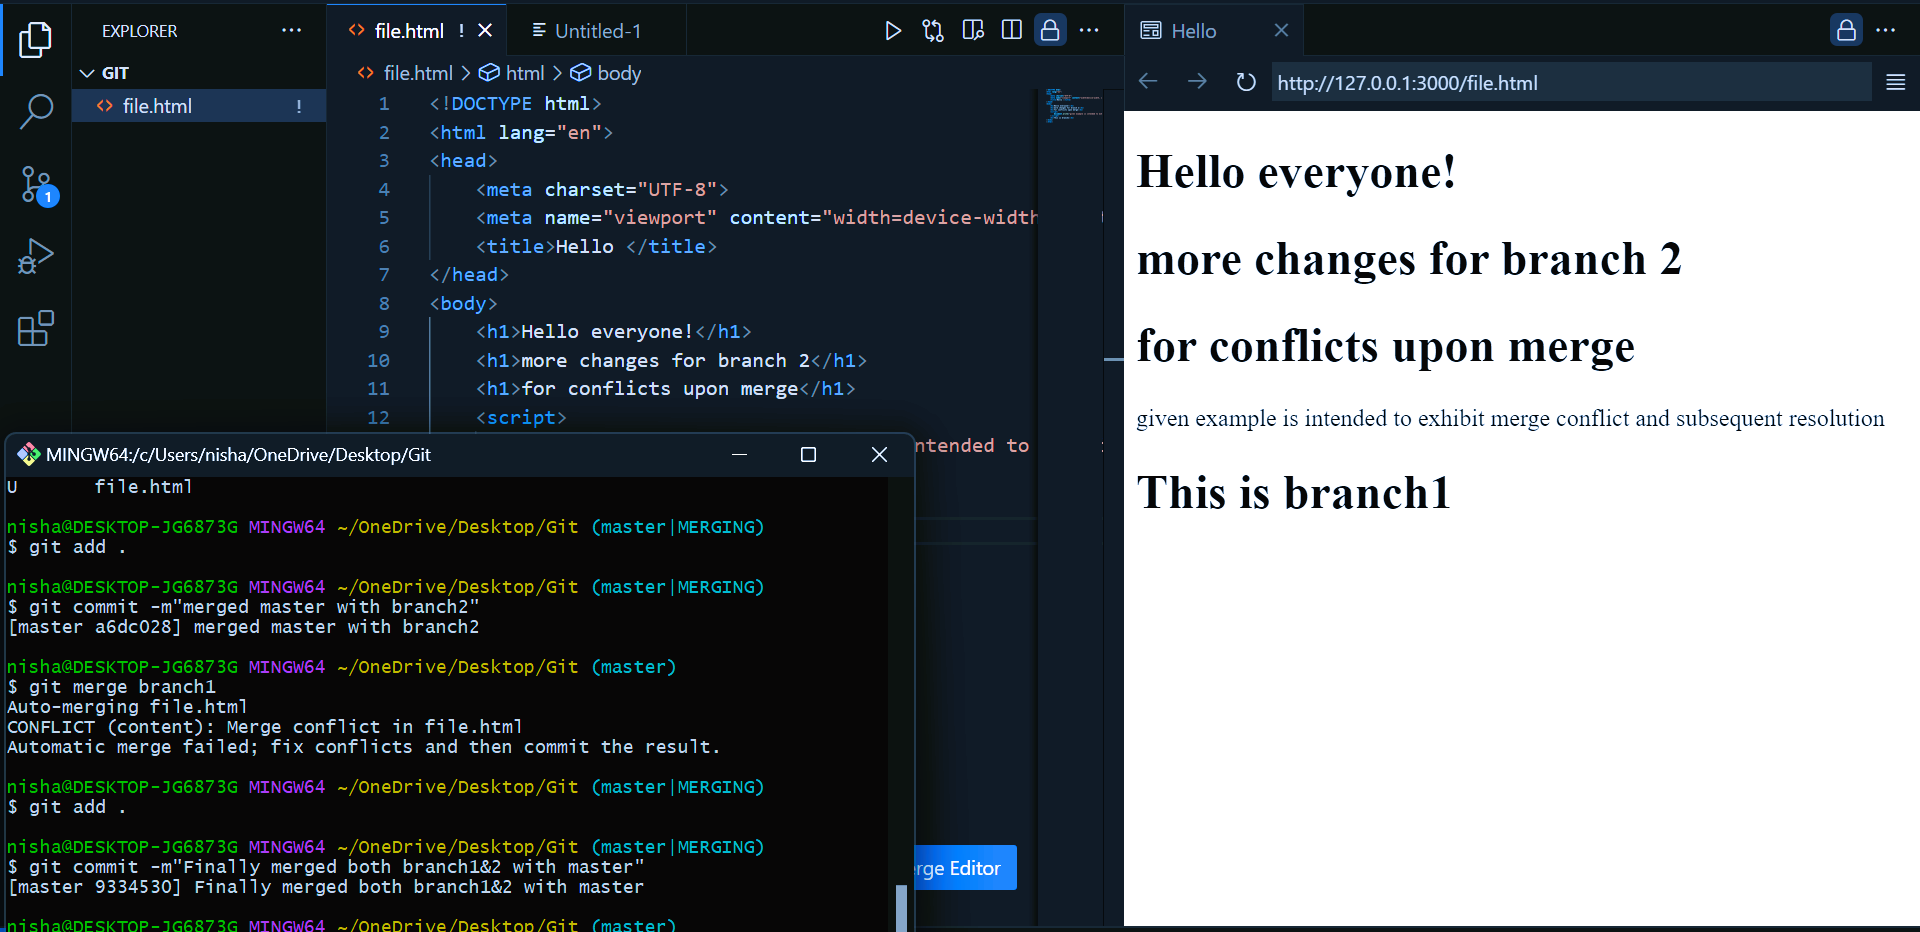 EXPLORER
GIT
file.html !
1
file.html !
Untitled-1
file.html > html > body
1 <!DOCTYPE html>
2 <html lang="en">
3 <head>
4 <meta charset="UTF-8">
5 <meta name="viewport" content="width=device-width
6 <title>Hello </title>
7 </head>
8 <body>
9 <h1>Hello everyone!</h1>
10 <h1>more changes for branch 2</h1>
11 <h1>for conflicts upon merge</h1>
12 <script>
ntended to
erge Editor
MINGW64:/c/Users/nisha/OneDrive/Desktop/Git
U       file.html
nisha@DESKTOP-JG6873G MINGW64 ~/OneDrive/Desktop/Git (master|MERGING)
$ git add .
nisha@DESKTOP-JG6873G MINGW64 ~/OneDrive/Desktop/Git (master|MERGING)
$ git commit -m"merged master with branch2"
[master a6dc028] merged master with branch2
nisha@DESKTOP-JG6873G MINGW64 ~/OneDrive/Desktop/Git (master)
$ git merge branch1
Auto-merging file.html
CONFLICT (content): Merge conflict in file.html
Automatic merge failed; fix conflicts and then commit the result.
nisha@DESKTOP-JG6873G MINGW64 ~/OneDrive/Desktop/Git (master|MERGING)
$ git add .
nisha@DESKTOP-JG6873G MINGW64 ~/OneDrive/Desktop/Git (master|MERGING)
$ git commit -m"Finally merged both branch1&2 with master"
[master 9334530] Finally merged both branch1&2 with master
nisha@DESKTOP-JG6873G MINGW64 ~/OneDrive/Desktop/Git (master)
Hello
http://127.0.0.1:3000/file.html
Hello everyone!
more changes for branch 2
for conflicts upon merge
given example is intended to exhibit merge conflict and subsequent resolution
This is branch1